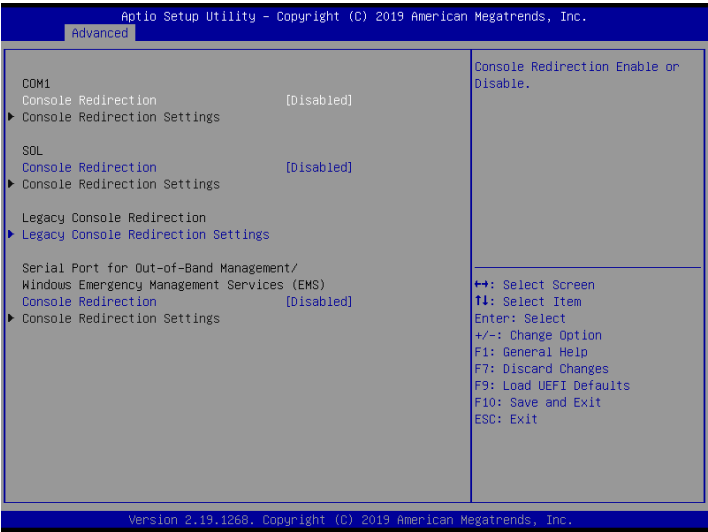 Aptio Setup Utility – Copyright (C) 2019 American Megatrends, Inc.
Advanced
COM1
Console Redirection [Disabled]
Console Redirection Settings
SOL
Console Redirection [Disabled]
Console Redirection Settings
Legacy Console Redirection
Legacy Console Redirection Settings
Serial Port for Out-of-Band Management/
Windows Emergency Management Services (EMS)
Console Redirection [Disabled]
Console Redirection Settings
Console Redirection Enable or
Disable.
↔: Select Screen
↑↓: Select Item
Enter: Select
+/-: Change Option
F1: General Help
F7: Discard Changes
F9: Load UEFI Defaults
F10: Save and Exit
ESC: Exit
Version 2.19.1268. Copyright (C) 2019 American Megatrends, Inc.